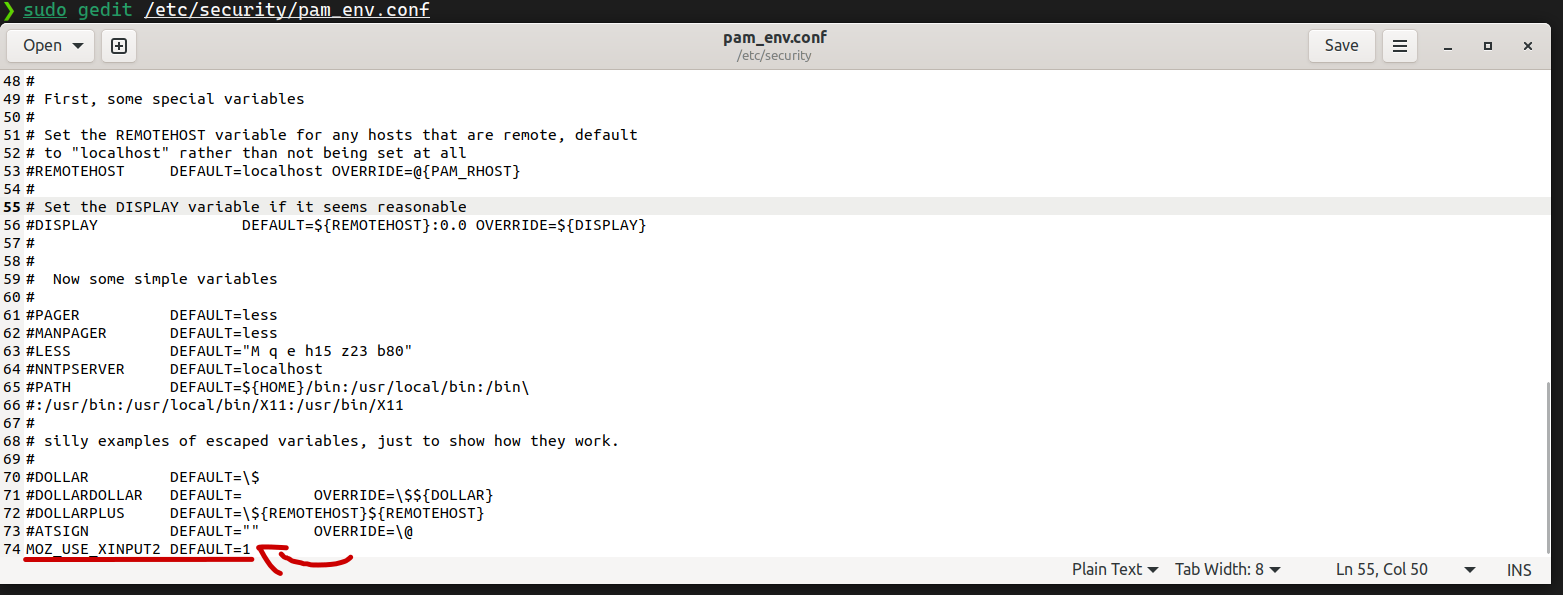 ❯ sudo gedit /etc/security/pam_env.conf
Open
pam_env.conf
/etc/security
Save
48 #
49 # First, some special variables
50 #
51 # Set the REMOTEHOST variable for any hosts that are remote, default
52 # to "localhost" rather than not being set at all
53 #REMOTEHOST     DEFAULT=localhost OVERRIDE=@{PAM_RHOST}
54 #
55 # Set the DISPLAY variable if it seems reasonable
56 #DISPLAY                DEFAULT=${REMOTEHOST}:0.0 OVERRIDE=${DISPLAY}
57 #
58 #
59 #  Now some simple variables
60 #
61 #PAGER          DEFAULT=less
62 #MANPAGER       DEFAULT=less
63 #LESS           DEFAULT="M q e h15 z23 b80"
64 #NNTPSERVER     DEFAULT=localhost
65 #PATH           DEFAULT=${HOME}/bin:/usr/local/bin:/bin\
66 #:/usr/bin:/usr/local/bin/X11:/usr/bin/X11
67 #
68 # silly examples of escaped variables, just to show how they work.
69 #
70 #DOLLAR         DEFAULT=\$
71 #DOLLARDOLLAR   DEFAULT=        OVERRIDE=\$${DOLLAR}
72 #DOLLARPLUS     DEFAULT=\${REMOTEHOST}${REMOTEHOST}
73 #ATSIGN         DEFAULT=""      OVERRIDE=\@
74 MOZ_USE_XINPUT2 DEFAULT=1
Plain Text
Tab Width: 8
Ln 55, Col 50
INS